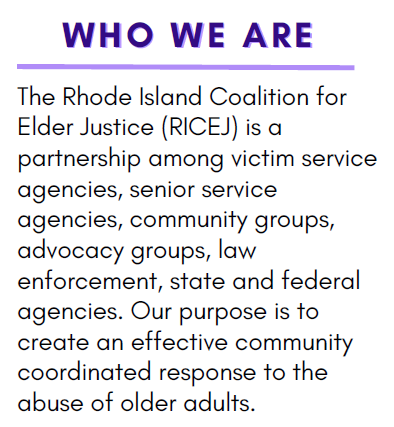 WHO WE ARE
The Rhode Island Coalition for
Elder Justice (RICEJ) is a
partnership among victim service
agencies, senior service
agencies, community groups,
advocacy groups, law
enforcement, state and federal
agencies. Our purpose is to
create an effective community
coordinated response to the
abuse of older adults.